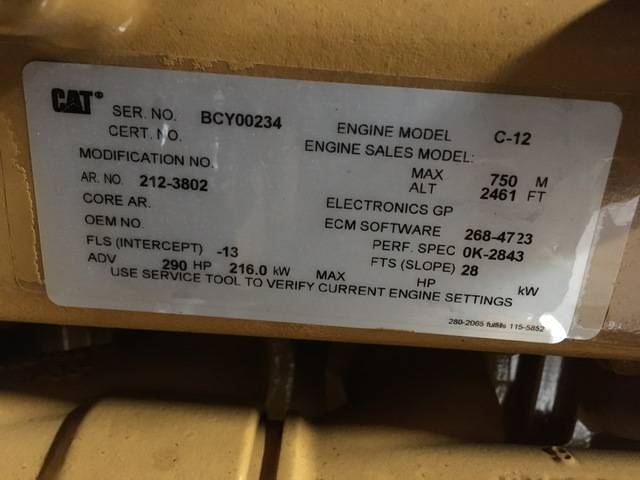 CAT®
SER. NO. BCY00234
CERT. NO.
MODIFICATION NO.
AR. NO. 212-3802
CORE AR.
OEM NO.
FLS (INTERCEPT) -13
ADV 290 HP 216.0 kW
ENGINE MODEL C-12
ENGINE SALES MODEL:
MAX ALT 750 M
2461 FT
ELECTRONICS GP
ECM SOFTWARE 268-4723
PERF. SPEC 0K-2843
FTS (SLOPE) 28
MAX HP kW
USE SERVICE TOOL TO VERIFY CURRENT ENGINE SETTINGS
280-2065 fulfills 115-5852